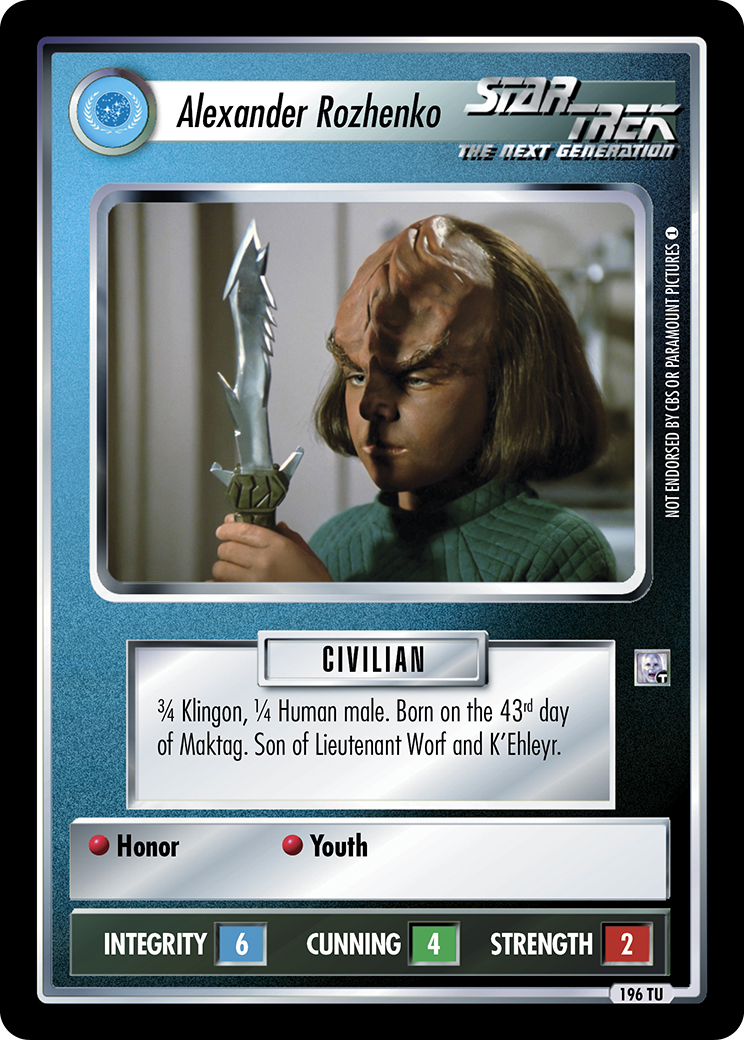 Alexander Rozhenko
STAR TREK
THE NEXT GENERATION
NOT ENDORSED BY CBS OR PARAMOUNT PICTURES 1
CIVILIAN
T
¾ Klingon, ¼ Human male. Born on the 43rd day
of Maktag. Son of Lieutenant Worf and K’Ehleyr.
Honor Youth
INTEGRITY 6 CUNNING 4 STRENGTH 2
196 TU